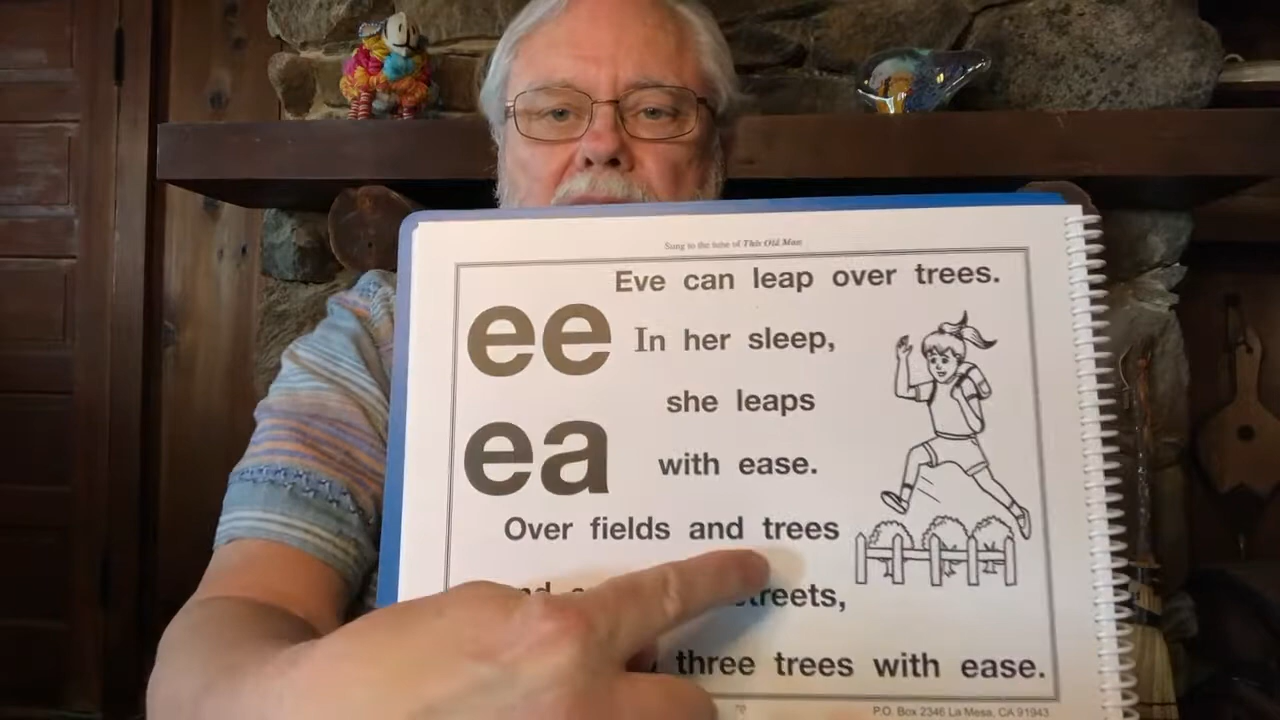 Sung to the tune of This Old Man
Eve can leap over trees.
ee
In her sleep,
she leaps
ea
with ease.
Over fields and trees
streets,
three trees with ease.
P.O. Box 2346 La Mesa, CA 91943